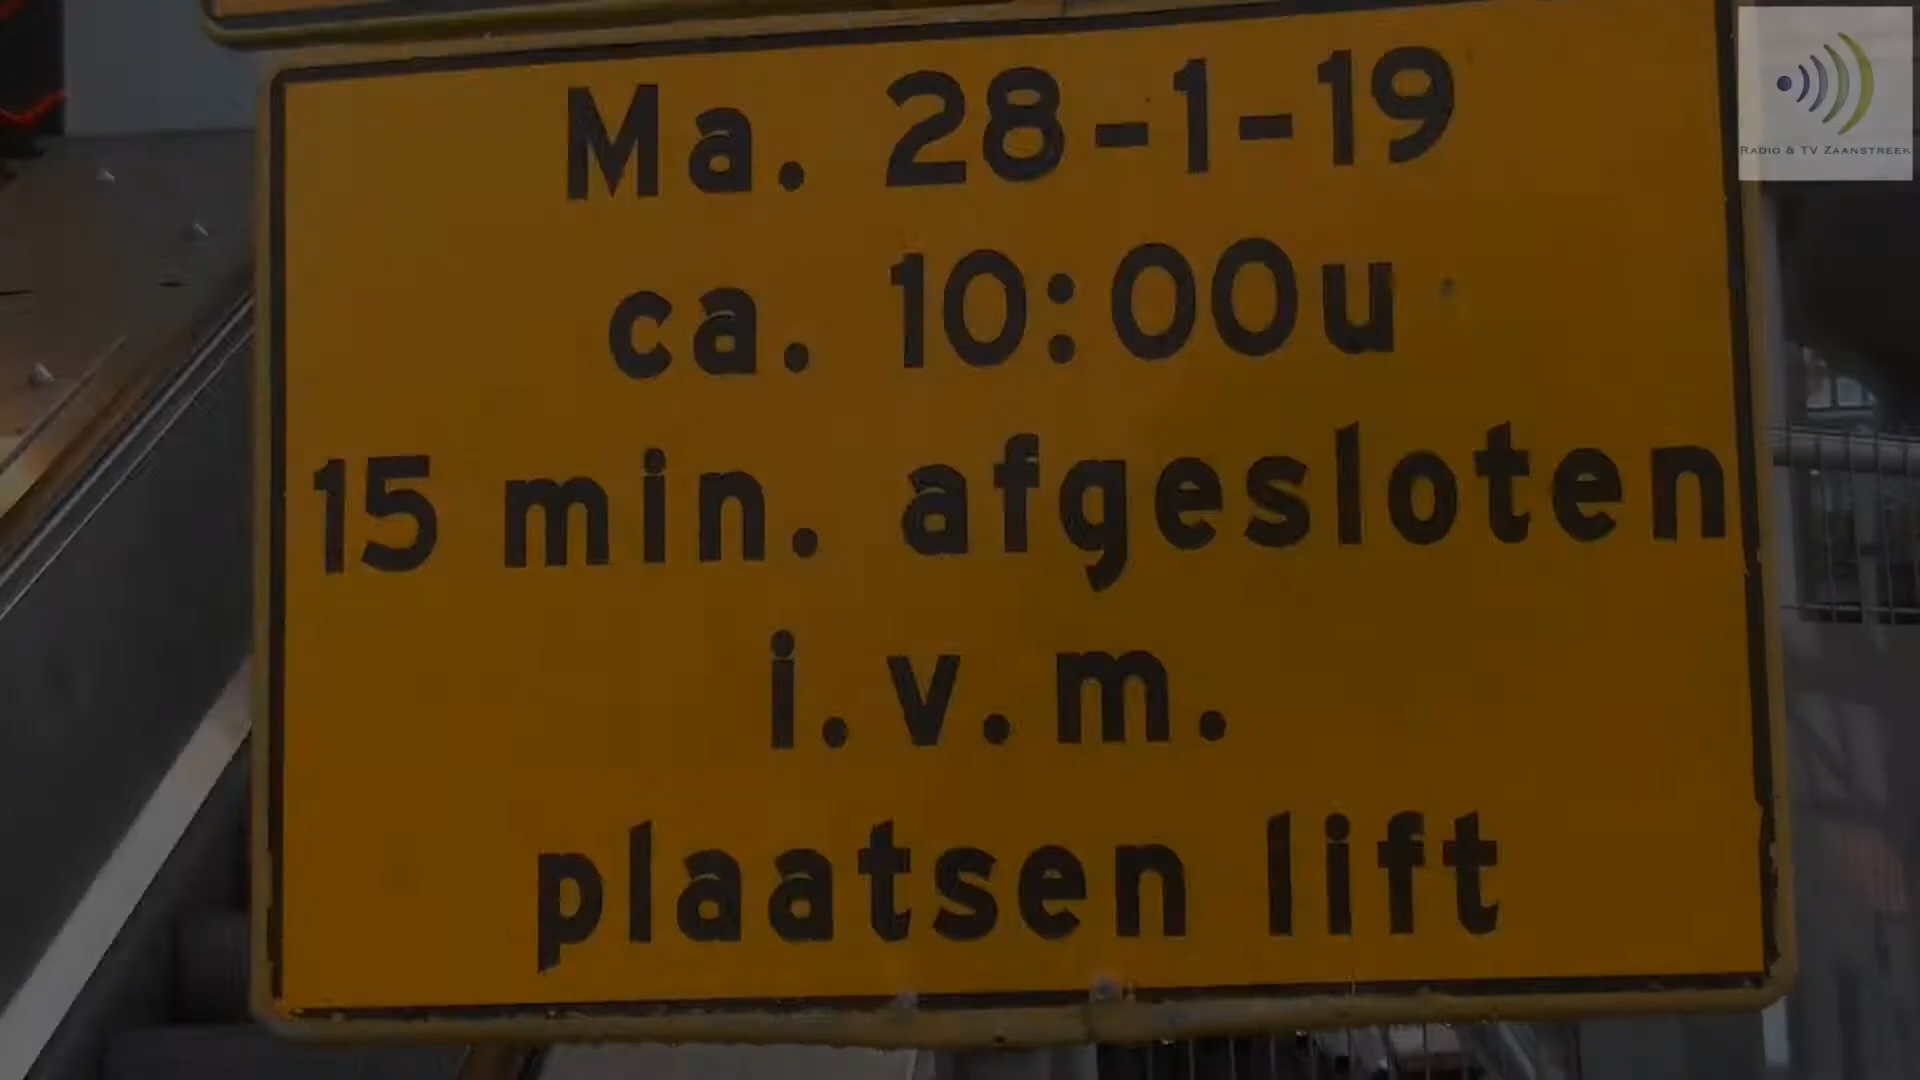 Ma. 28-1-19
ca. 10:00u
15 min. afgesloten
i.v.m.
plaatsen lift
RADIO & TV ZAANSTREEK